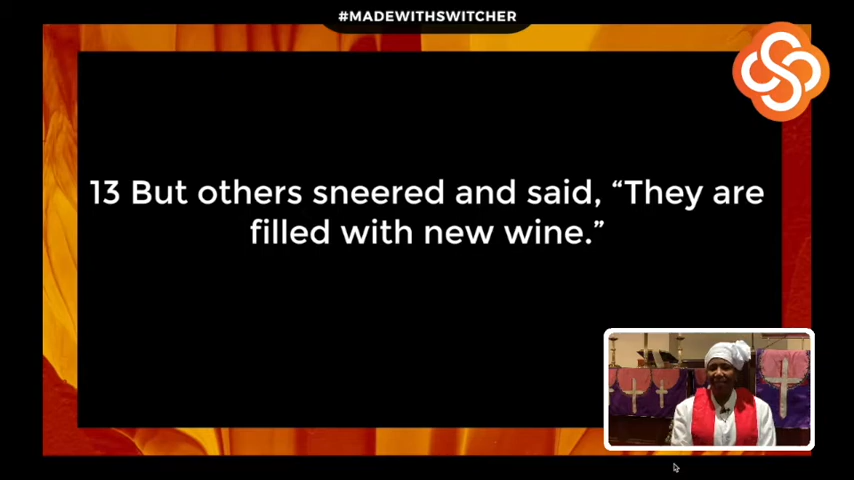 #MADEWITHSWITCHER
13 But others sneered and said, “They are
filled with new wine.”